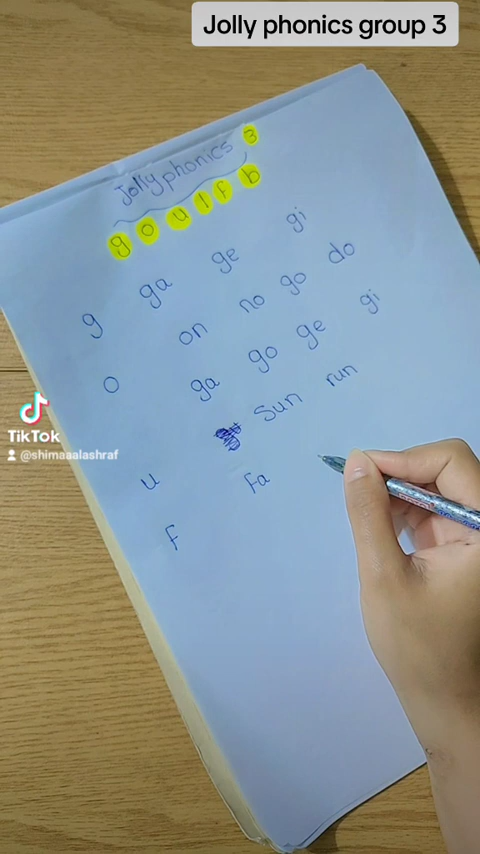 Jolly phonics group 3
Jolly phonics 3
g o u l f b
g ga ge gi
o on no go do
ga go ge gi
u sun run
f fa
TikTok
@shimaaalashraf